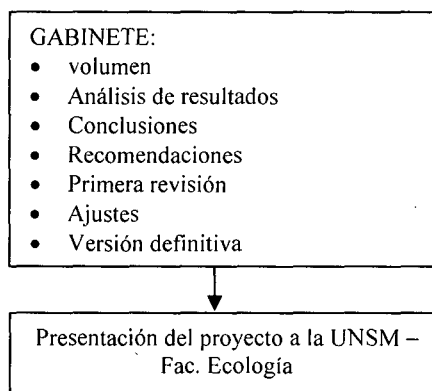 GABINETE:
• volumen
• Análisis de resultados
• Conclusiones
• Recomendaciones
• Primera revisión
• Ajustes
• Versión definitiva
Presentación del proyecto a la UNSM –
Fac. Ecología